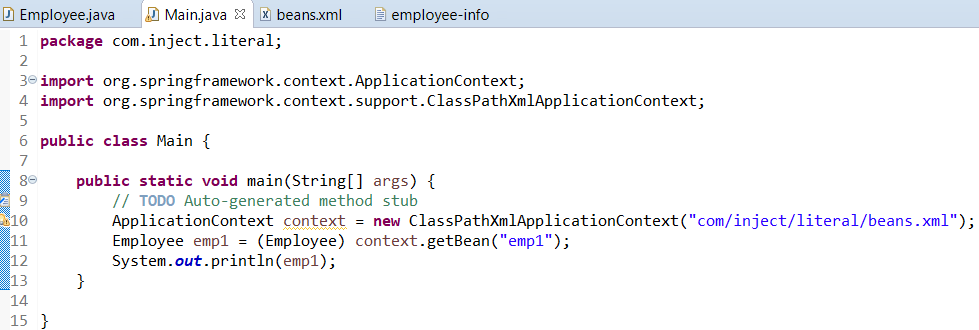 Employee.java Main.java beans.xml employee-info
1 package com.inject.literal;
2
3 import org.springframework.context.ApplicationContext;
4 import org.springframework.context.support.ClassPathXmlApplicationContext;
5
6 public class Main {
7
8 public static void main(String[] args) {
9 // TODO Auto-generated method stub
10 ApplicationContext context = new ClassPathXmlApplicationContext("com/inject/literal/beans.xml");
11 Employee emp1 = (Employee) context.getBean("emp1");
12 System.out.println(emp1);
13 }
14
15 }